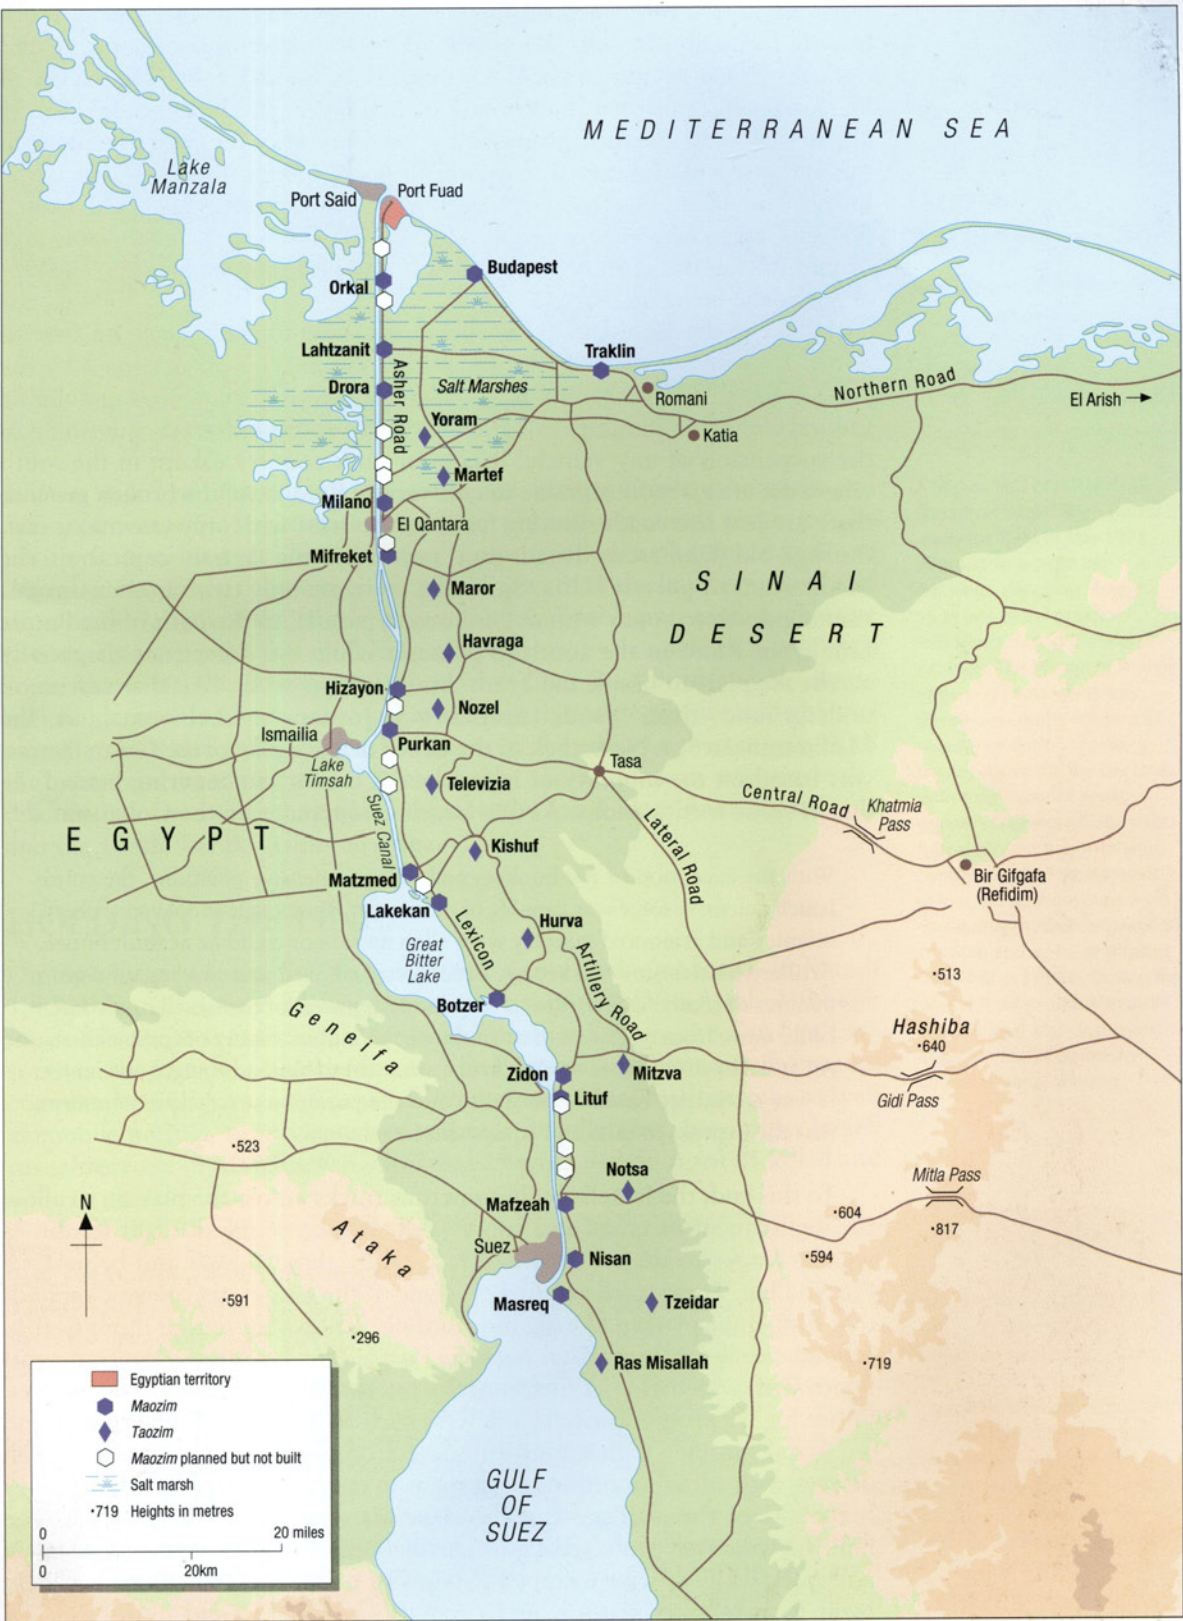 MEDITERRANEAN SEA
Lake
Manzala
Port Said
Port Fuad
Budapest
Orkal
Lahtzanit
Traklin
Asher Road
Drora
Salt Marshes
Romani
Northern Road
El Arish
Yoram
Katia
Martef
Milano
El Qantara
Mifreket
SINAI
DESERT
Maror
Havraga
Hizayon
Nozel
Ismailia
Purkan
Lake
Timsah
Tasa
Televizia
Suez Canal
Central Road
Khatmia
Pass
EGYPT
Lateral Road
Kishuf
Matzmed
Bir Gifgafa
(Refidim)
Lakekan
Lexicon
Hurva
Great
Bitter
Lake
Artillery Road
•513
Botzer
Geneifa
Hashiba
•640
Zidon
Mitzva
Lituf
Gidi Pass
•523
Notsa
Mitla Pass
N
Mafzeah
•604
•817
Ataka
Suez
Nisan
•594
Masreq
Tzeidar
•591
•296
Ras Misallah
•719
Egyptian territory
Maozim
Taozim
Maozim planned but not built
Salt marsh
•719 Heights in metres
0 20 miles
0 20km
GULF
OF
SUEZ